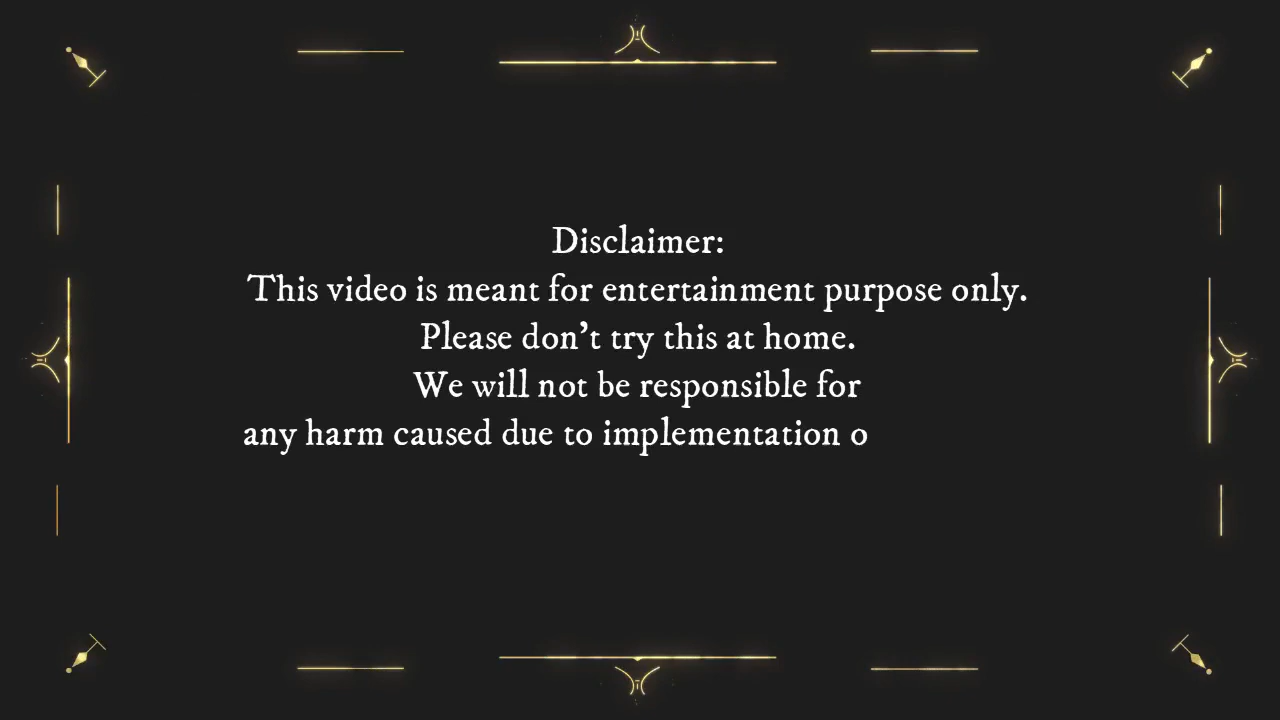 Disclaimer:
This video is meant for entertainment purpose only.
Please don't try this at home.
We will not be responsible for
any harm caused due to implementation o